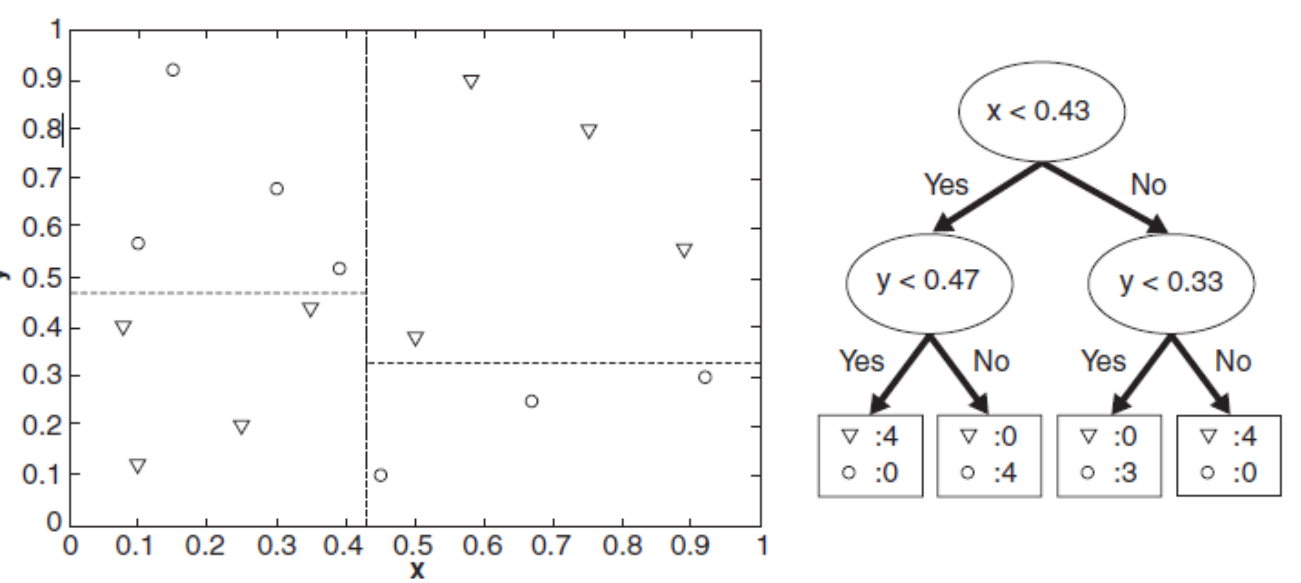 1
0.9
0.8
0.7
0.6
0.5
0.4
0.3
0.2
0.1
0
0 0.1 0.2 0.3 0.4 0.5 0.6 0.7 0.8 0.9 1
x
x < 0.43
Yes No
y < 0.47 y < 0.33
Yes No Yes No
:4 :0 :0 :4
:0 :4 :3 :0